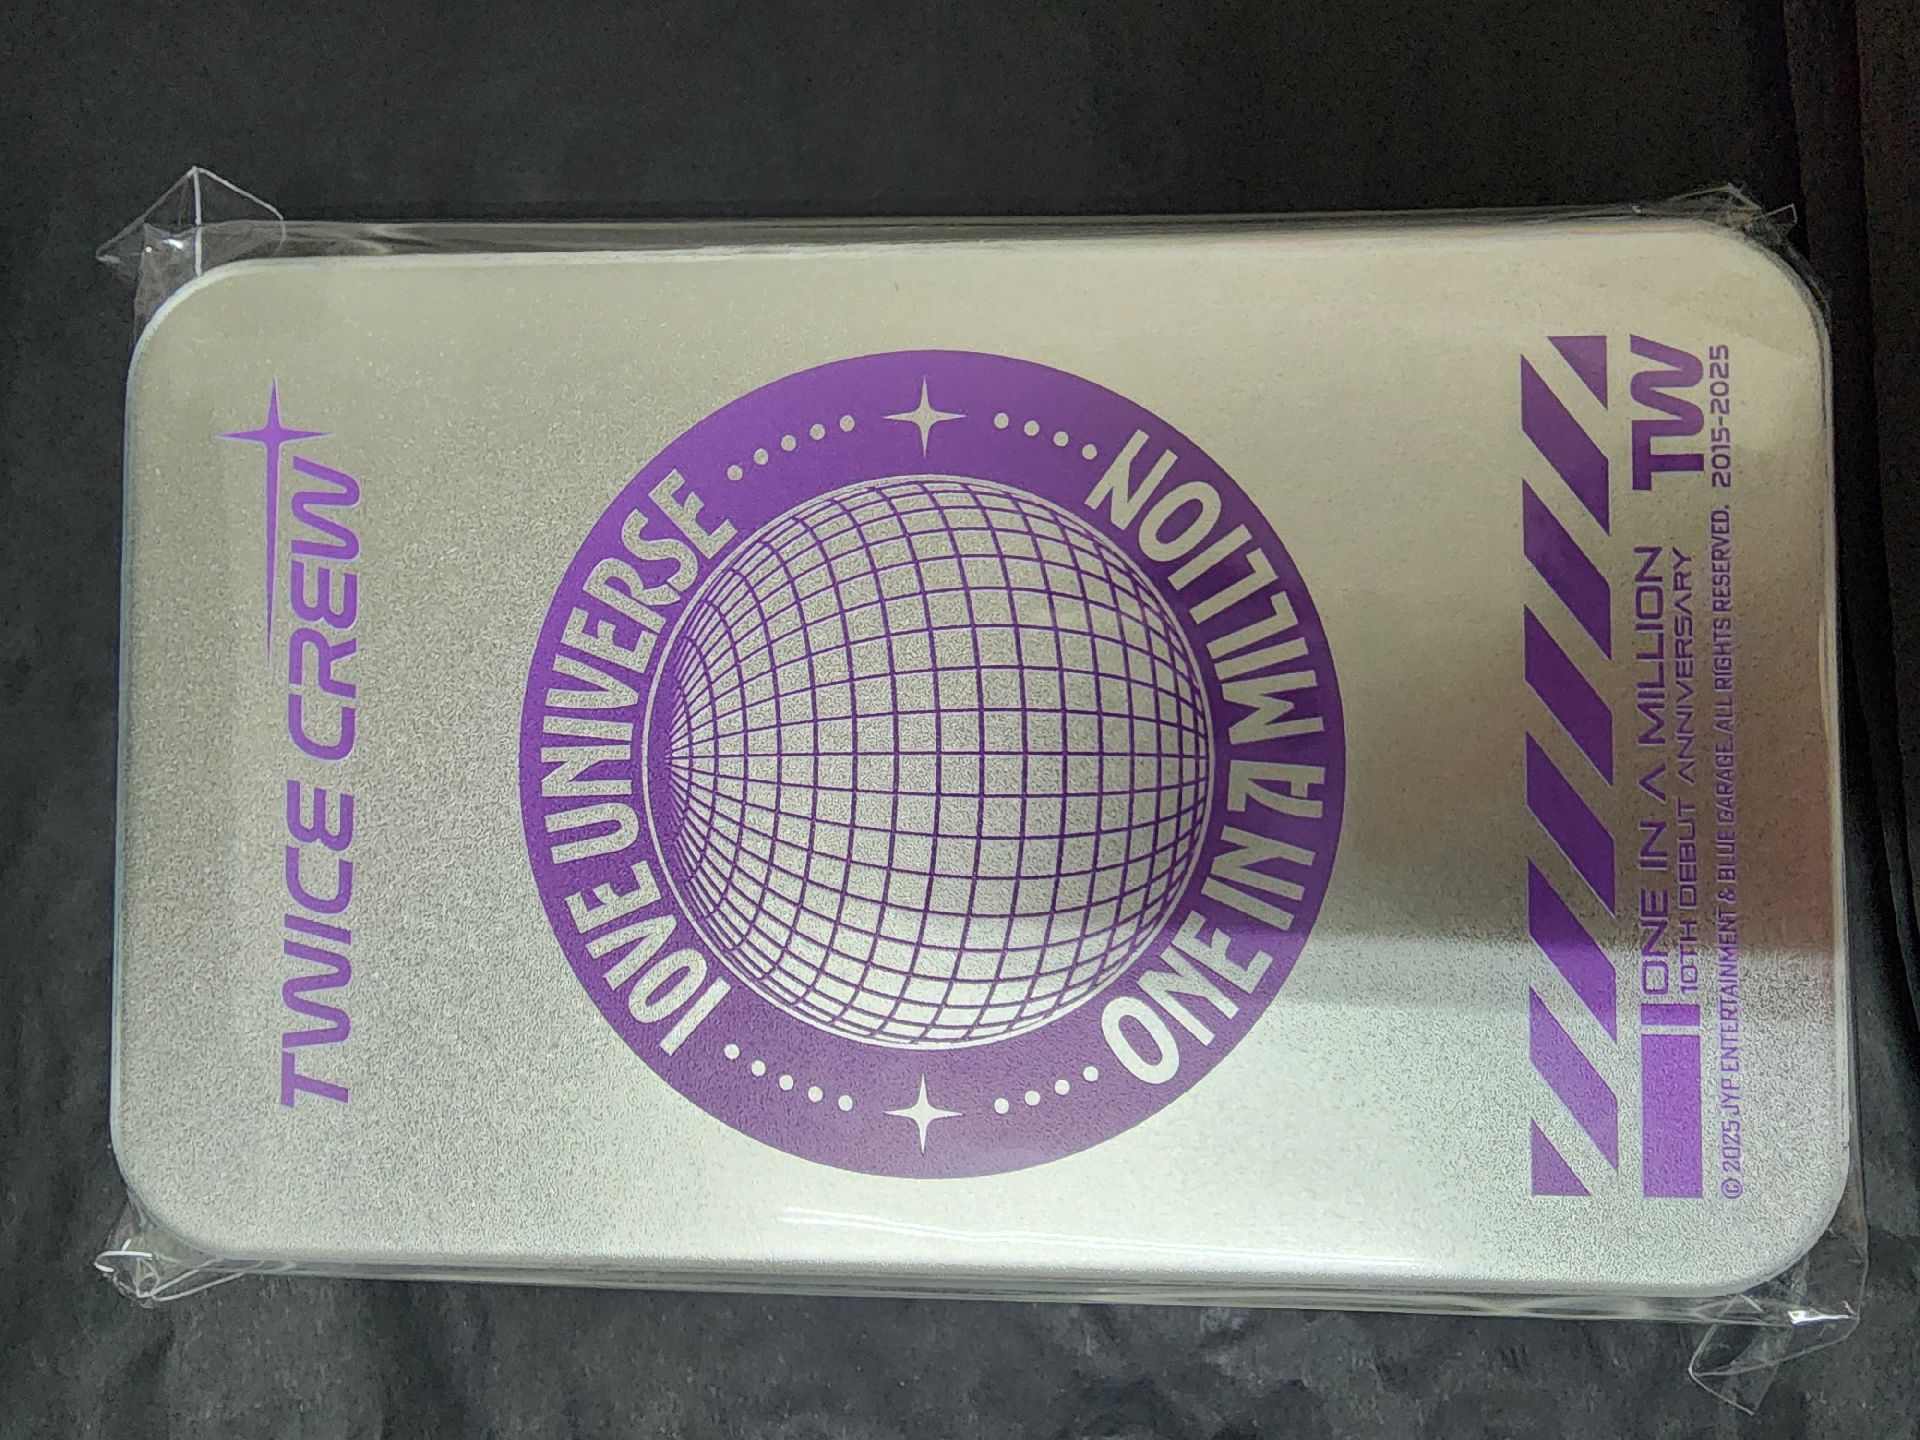 TWICE CREW
10VE UNIVERSE
ONE IN A MILLION
ONE IN A MILLION
10TH DEBUT ANNIVERSARY
TW
© 2025 JYP ENTERTAINMENT & BLUE GARAGE. ALL RIGHTS RESERVED. 2015-2025